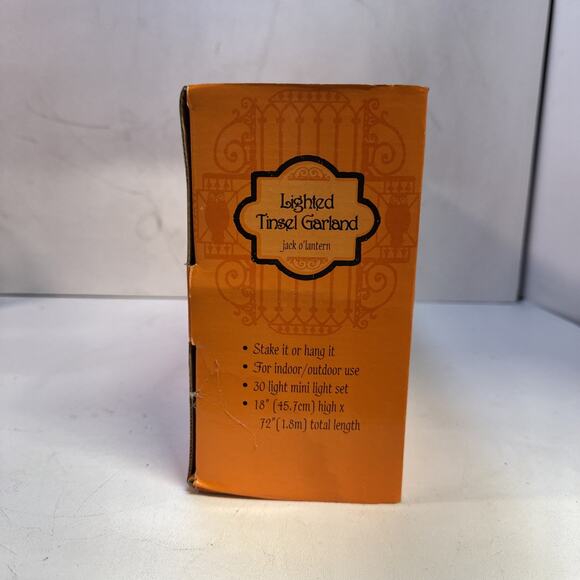 Lighted
Tinsel Garland
jack o'lantern
• Stake it or hang it
• For indoor/outdoor use
• 30 light mini light set
• 18" (45.7cm) high x
72" (1.8m) total length